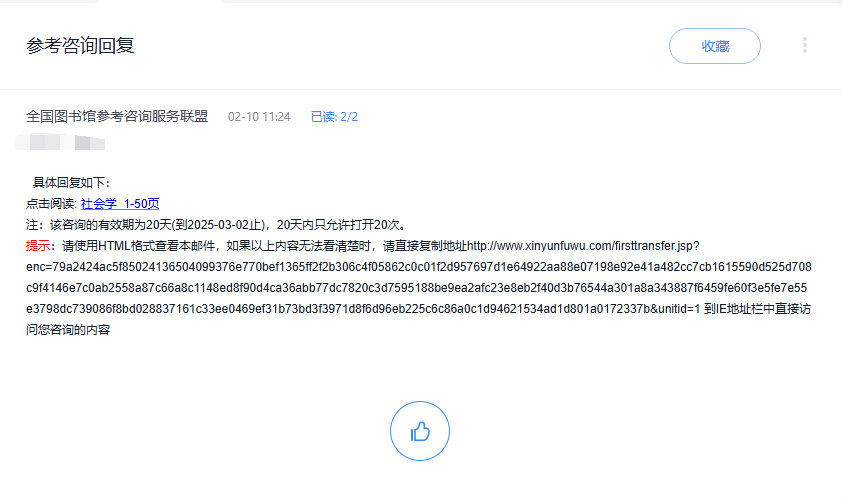 参考咨询回复
收藏
全国图书馆参考咨询服务联盟 02-10 11:24 已读: 2/2
具体回复如下：
点击阅读: 社会学_1-50页
注：该咨询的有效期为20天(到2025-03-02止)，20天内只允许打开20次。
提示：请使用HTML格式查看本邮件，如果以上内容无法看清楚时，请直接复制地址http://www.xinyunfuwu.com/firsttransfer.jsp?
enc=79a2424ac5f85024136504099376e770bef1365ff2f2b306c4f05862c0c01f2d957697d1e64922aa88e07198e92e41a482cc7cb1615590d525d708
c9f4146e7c0ab2558a87c66a8c1148ed8f90d4ca36abb77dc7820c3d7595188be9ea2afc23e8eb2f40d3b76544a301a8a343887f6459fe60f3e5fe7e55
e3798dc739086f8bd028837161c33ee0469ef31b73bd3f3971d8f6d96eb225c6c86a0c1d94621534ad1d801a0172337b&unitid=1 到IE地址栏中直接访
问您咨询的内容